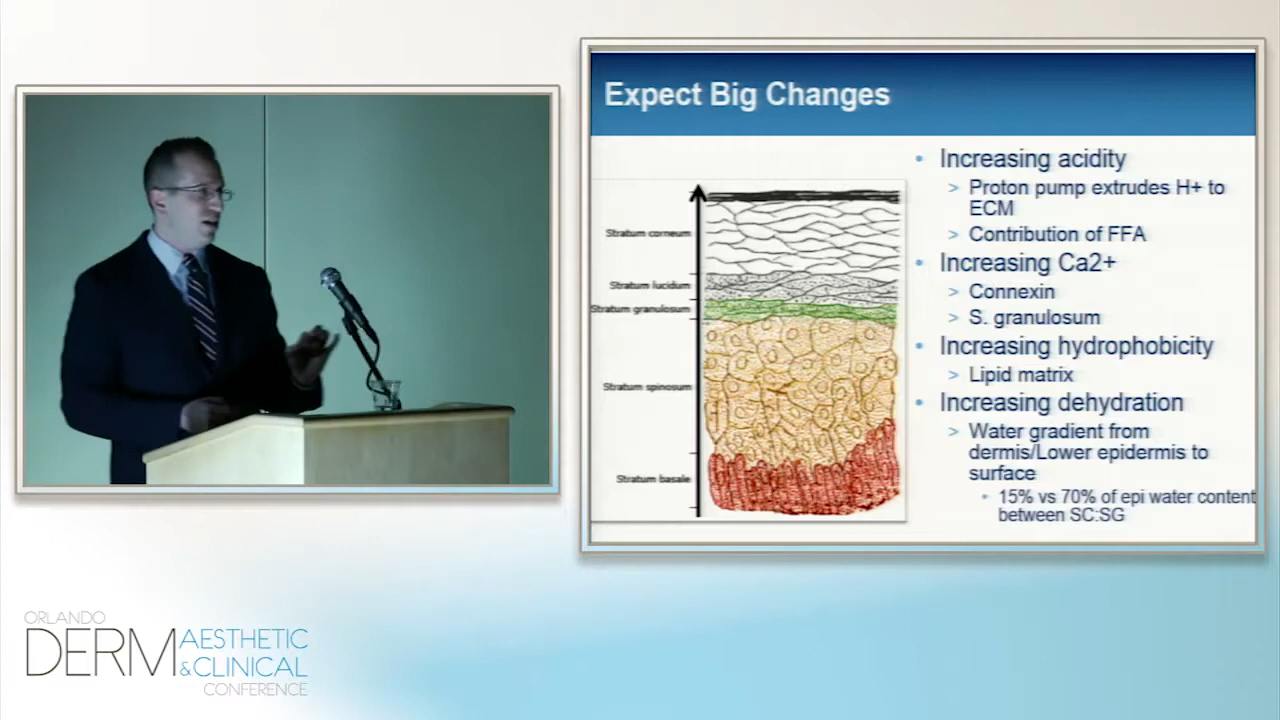 Expect Big Changes
Stratum corneum
Stratum lucidum
Stratum granulosum
Stratum spinosum
Stratum basale
• Increasing acidity
> Proton pump extrudes H+ to
ECM
> Contribution of FFA
• Increasing Ca2+
> Connexin
> S. granulosum
• Increasing hydrophobicity
> Lipid matrix
• Increasing dehydration
> Water gradient from
dermis/Lower epidermis to
surface
• 15% vs 70% of epi water content
between SC:SG
ORLANDO
DERM AESTHETIC
& CLINICAL
CONFERENCE